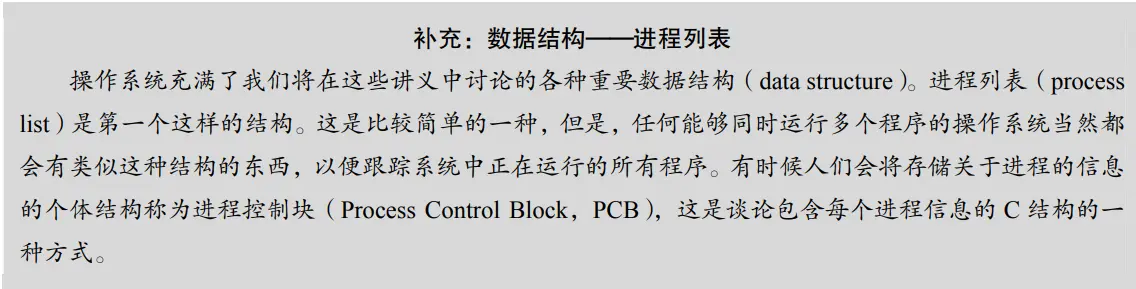 补充：数据结构——进程列表
操作系统充满了我们将在这些讲义中讨论的各种重要数据结构（data structure）。进程列表（process
list）是第一个这样的结构。这是比较简单的一种，但是，任何能够同时运行多个程序的操作系统当然都
会有类似这种结构的东西，以便跟踪系统中正在运行的所有程序。有时候人们会将存储关于进程的信息
的个体结构称为进程控制块（Process Control Block，PCB），这是谈论包含每个进程信息的 C 结构的一
种方式。